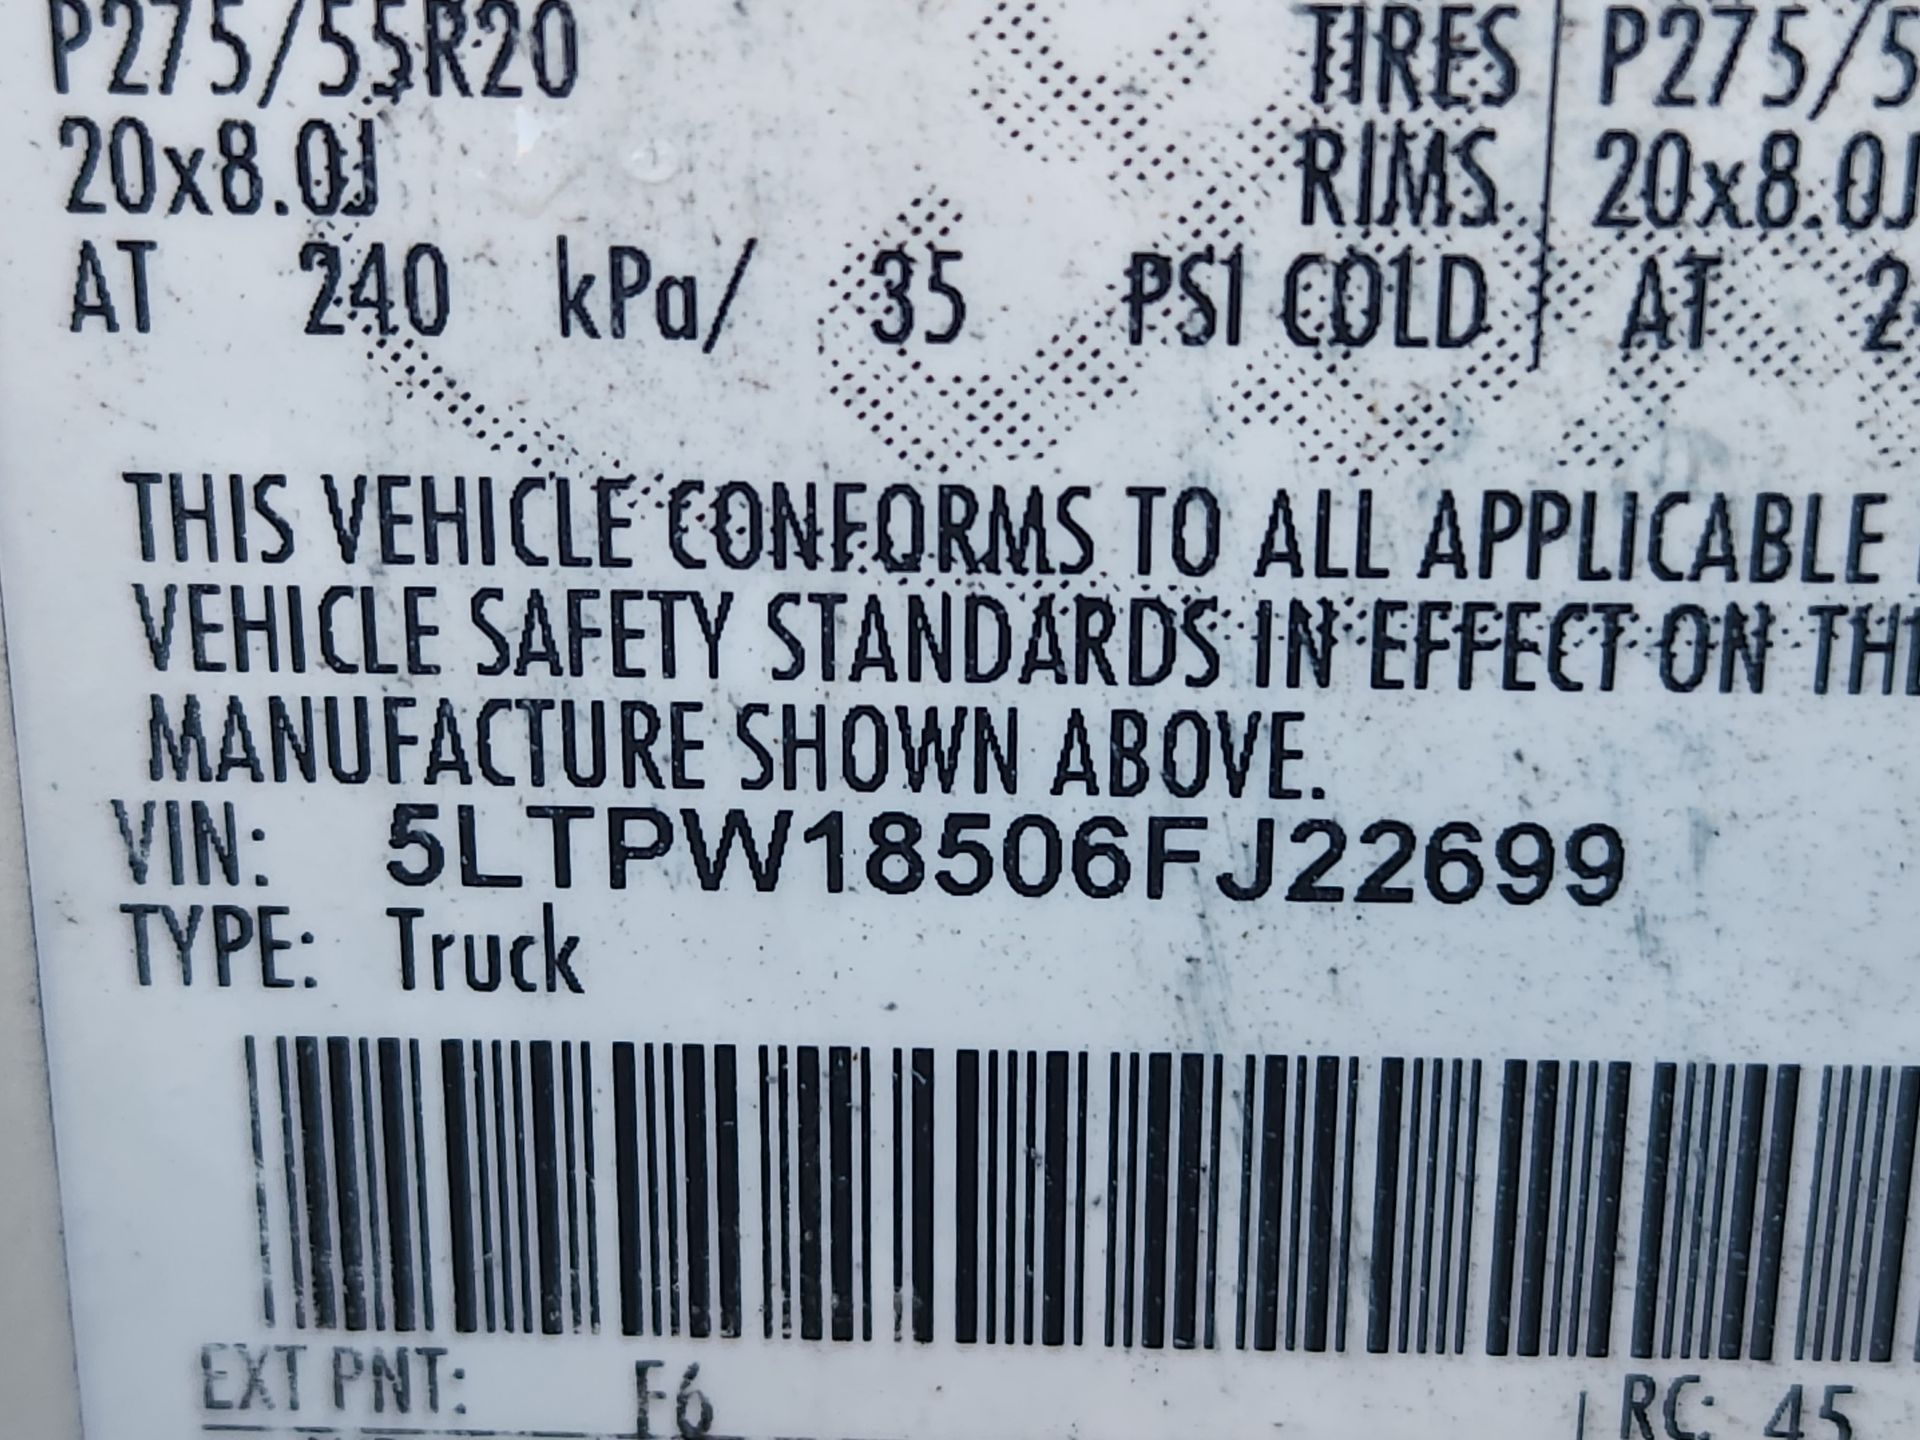 P275/55R20 TIRES P275/5
20x8.0J RIMS 20x8.0J
AT 240 kPa/ 35 PSI COLD AT 2
THIS VEHICLE CONFORMS TO ALL APPLICABLE
VEHICLE SAFETY STANDARDS IN EFFECT ON THE
MANUFACTURE SHOWN ABOVE.
VIN: 5LTPW18506FJ22699
TYPE: Truck
EXT PNT: F6 RC: 45